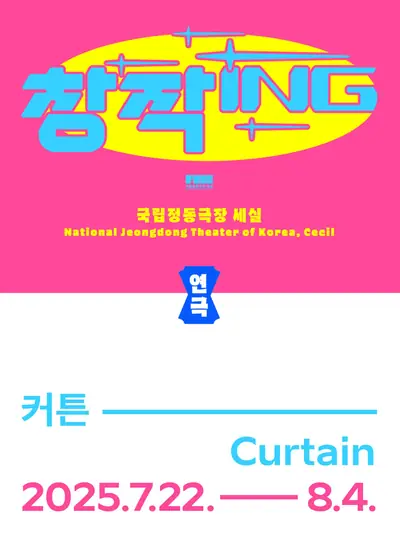 창작ING
국립정동극장 세실
National Jeongdong Theater of Korea, Cecil
연극
커튼
Curtain
2025.7.22.──8.4.